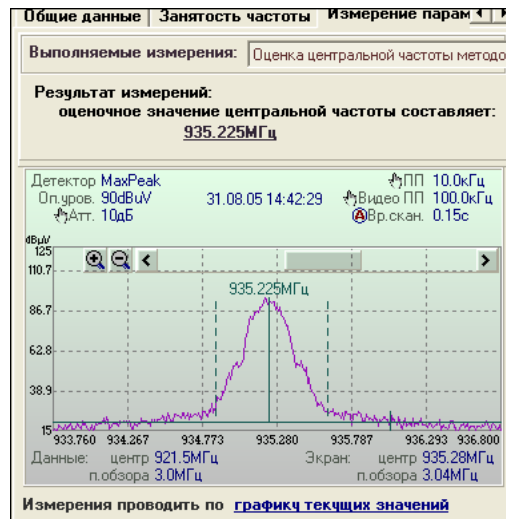 Общие данные Занятость частоты Измерение парам
Выполняемые измерения: Оценка центральной частоты методо
Результат измерений:
оценочное значение центральной частоты составляет:
935.225МГц
Детектор MaxPeak ПП 10.0кГц
Оп.уров. 90dBuV 31.08.05 14:42:29 Видео ПП 100.0кГц
Атт. 10дБ А Вр.скан. 0.15с
dBµV
125
110.7
935.225МГц
86.7
62.8
38.9
15
933.760 934.267 934.773 935.280 935.787 936.293 936.800
Данные: центр 921.5МГц Экран: центр 935.28МГц
п.обзора 3.0МГц п.обзора 3.04МГц
Измерения проводить по графику текущих значений